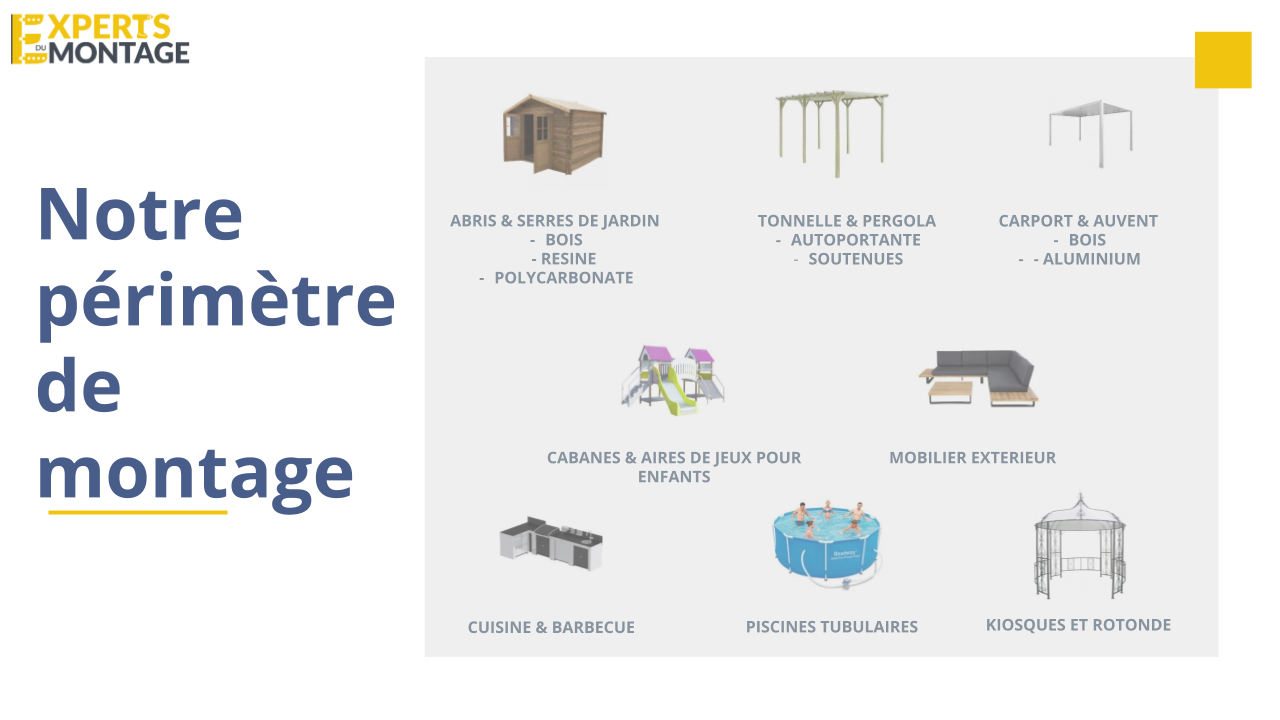 EXPERTS
DU MONTAGE
Notre
périmètre
de
montage
ABRIS & SERRES DE JARDIN
- BOIS
- RESINE
- POLYCARBONATE
TONNELLE & PERGOLA
- AUTOPORTANTE
- SOUTENUES
CARPORT & AUVENT
- BOIS
- - ALUMINIUM
CABANES & AIRES DE JEUX POUR
ENFANTS
MOBILIER EXTERIEUR
CUISINE & BARBECUE
Bestway
PISCINES TUBULAIRES
KIOSQUES ET ROTONDE